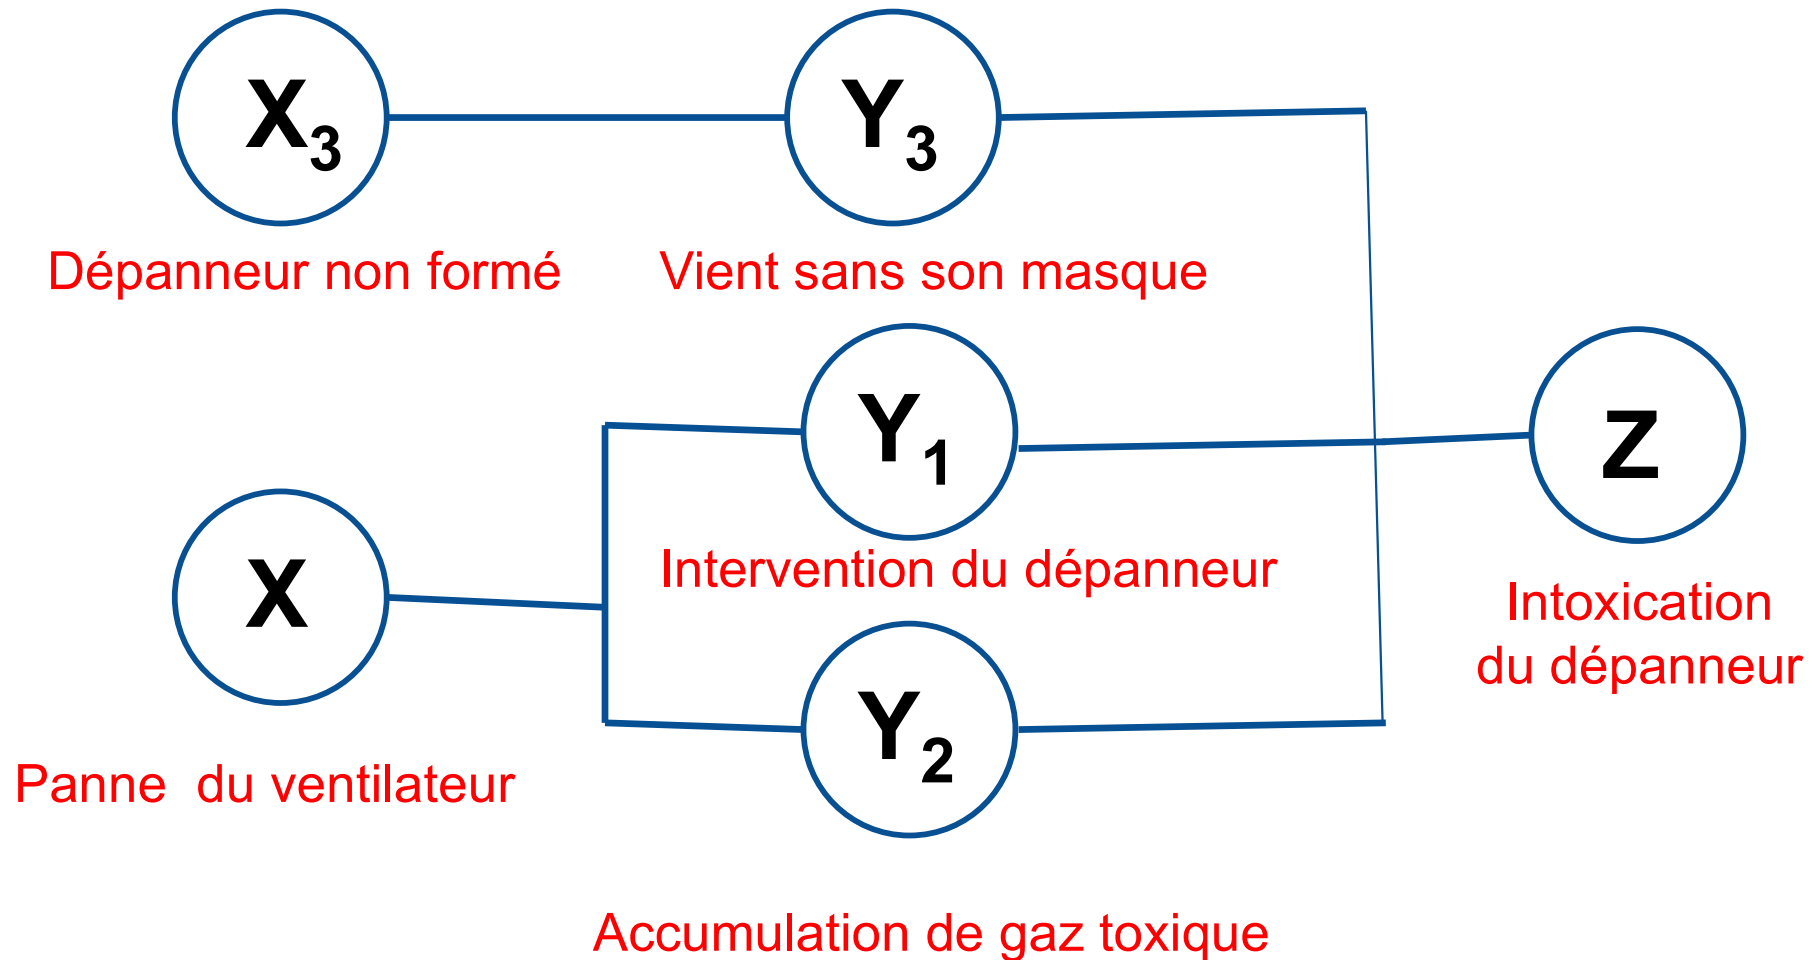 X₃
Y₃
Dépanneur non formé
Vient sans son masque
Y₁
Z
X
Intervention du dépanneur
Intoxication
du dépanneur
Y₂
Panne du ventilateur
Accumulation de gaz toxique